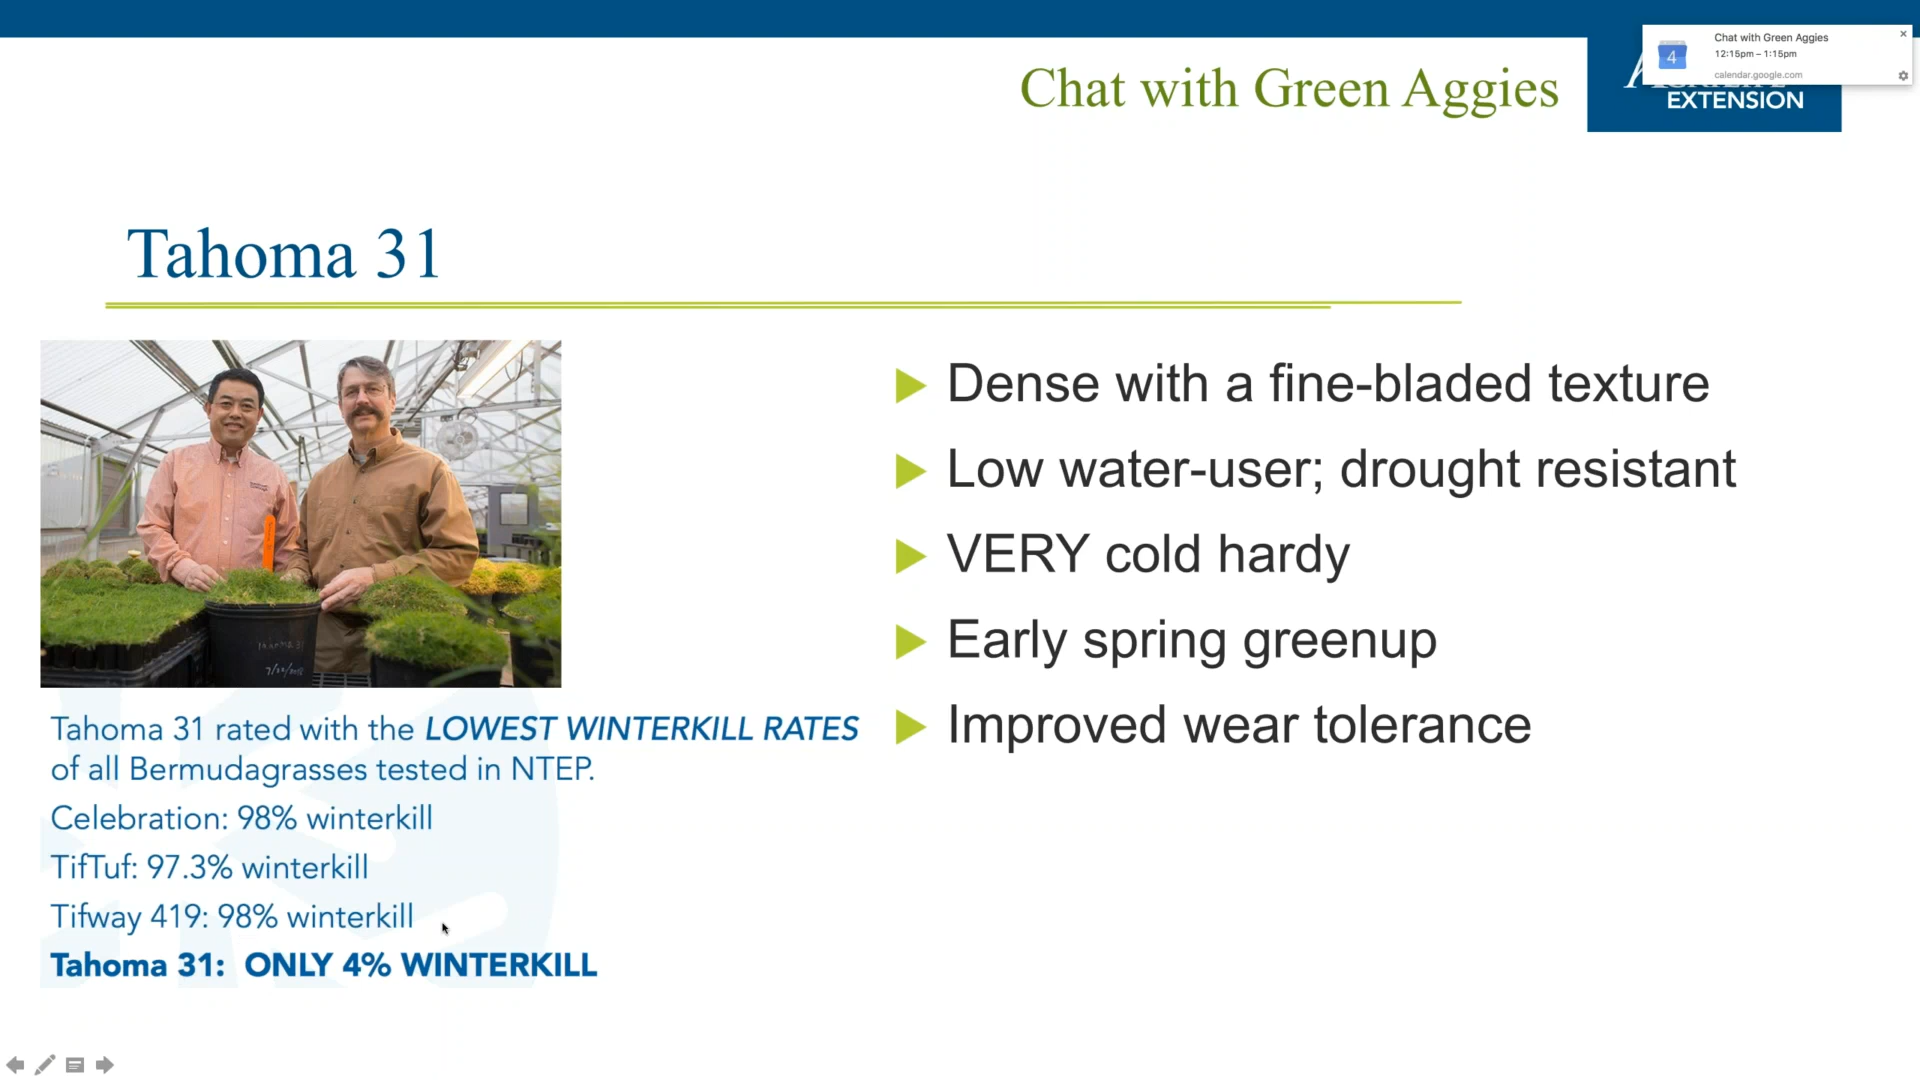 Chat with Green Aggies
4
Chat with Green Aggies
12:15pm – 1:15pm
calendar.google.com
EXTENSION
Tahoma 31
Dense with a fine-bladed texture
Low water-user; drought resistant
VERY cold hardy
Early spring greenup
Improved wear tolerance
TAHOMA 31
Tahoma 31 rated with the LOWEST WINTERKILL RATES
of all Bermudagrasses tested in NTEP.
Celebration: 98% winterkill
TifTuf: 97.3% winterkill
Tifway 419: 98% winterkill
Tahoma 31: ONLY 4% WINTERKILL